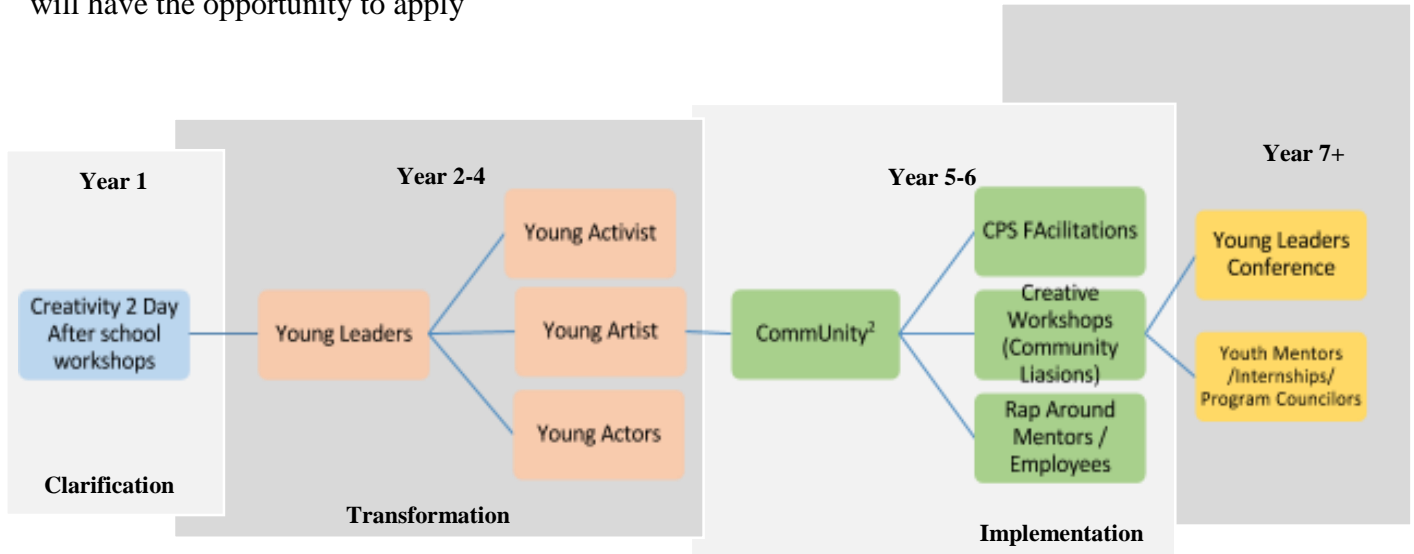 will have the opportunity to apply
Year 1
Creativity 2 Day
After school
workshops
Clarification
Year 2-4
Young Leaders
Young Activist
Young Artist
Young Actors
Transformation
Year 5-6
CommUnity²
CPS FAcilitations
Creative
Workshops
(Community
Liasions)
Rap Around
Mentors /
Employees
Implementation
Year 7+
Young Leaders
Conference
Youth Mentors
/Internships/
Program Councilors